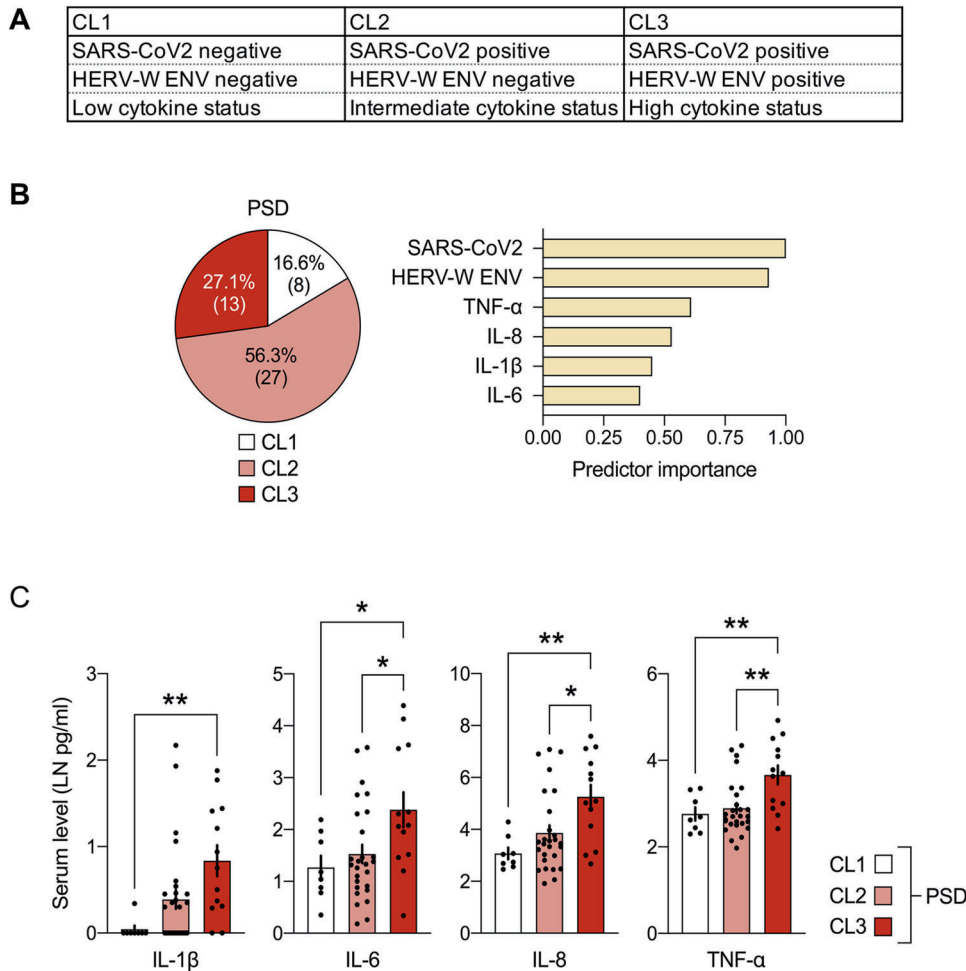 A
CL1 CL2 CL3
SARS-CoV2 negative SARS-CoV2 positive SARS-CoV2 positive
HERV-W ENV negative HERV-W ENV negative HERV-W ENV positive
Low cytokine status Intermediate cytokine status High cytokine status
B
PSD
16.6%
(8)
27.1%
(13)
56.3%
(27)
CL1
CL2
CL3
SARS-CoV2
HERV-W ENV
TNF-α
IL-8
IL-1β
IL-6
0.00 0.25 0.50 0.75 1.00
Predictor importance
C
Serum level (LN pg/ml)
3
2
1
0
**
IL-1β
5
4
3
2
1
0
*
*
IL-6
10
8
6
4
2
0
**
*
IL-8
6
4
2
0
**
**
TNF-α
CL1
CL2
CL3
PSD